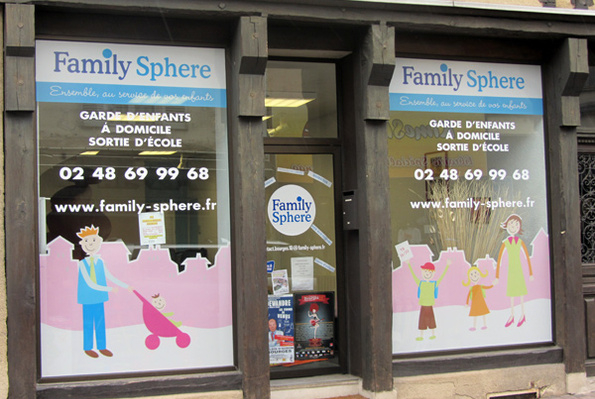 Family Sphere
Ensemble, au service de vos enfants
GARDE D'ENFANTS
À DOMICILE
SORTIE D'ÉCOLE
02 48 69 99 68
www.family-sphere.fr
Family
Sphere
Family Sphere
Ensemble, au service de vos enfants
GARDE D'ENFANTS
À DOMICILE
SORTIE D'ÉCOLE
02 48 69 99 68
www.family-sphere.fr